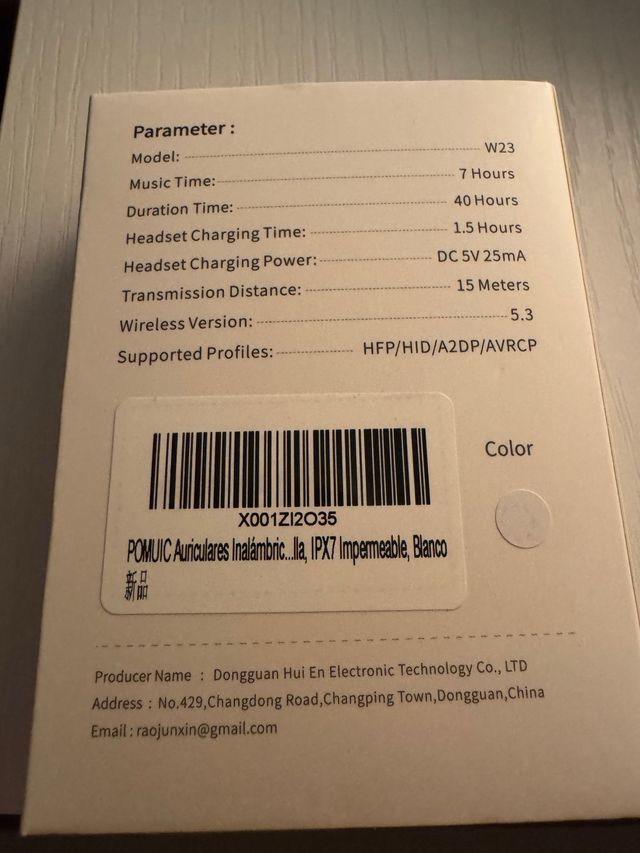 Parameter :
Model: W23
Music Time: 7 Hours
Duration Time: 40 Hours
Headset Charging Time: 1.5 Hours
Headset Charging Power: DC 5V 25mA
Transmission Distance: 15 Meters
Wireless Version: 5.3
Supported Profiles: HFP/HID/A2DP/AVRCP
X001ZI2O35
POMUIC Auriculares Inalámbric...lla, IPX7 Impermeable, Blanco
新品
Color
Producer Name : Dongguan Hui En Electronic Technology Co., LTD
Address : No.429,Changdong Road,Changping Town,Dongguan,China
Email : raojunxin@gmail.com